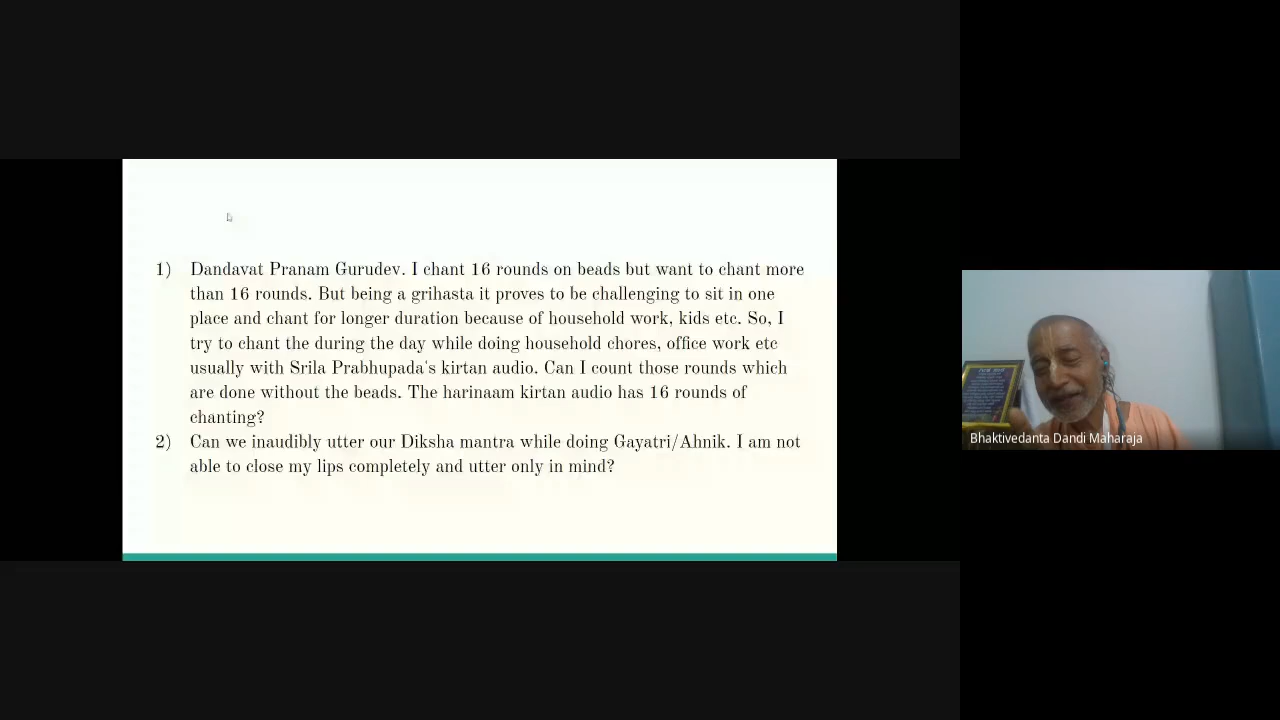 1) Dandavat Pranam Gurudev. I chant 16 rounds on beads but want to chant more
than 16 rounds. But being a grihasta it proves to be challenging to sit in one
place and chant for longer duration because of household work, kids etc. So, I
try to chant the during the day while doing household chores, office work etc
usually with Srila Prabhupada's kirtan audio. Can I count those rounds which
are done without the beads. The harinaam kirtan audio has 16 rounds of
chanting?
2) Can we inaudibly utter our Diksha mantra while doing Gayatri/Ahnik. I am not
able to close my lips completely and utter only in mind?
Bhaktivedanta Dandi Maharaja